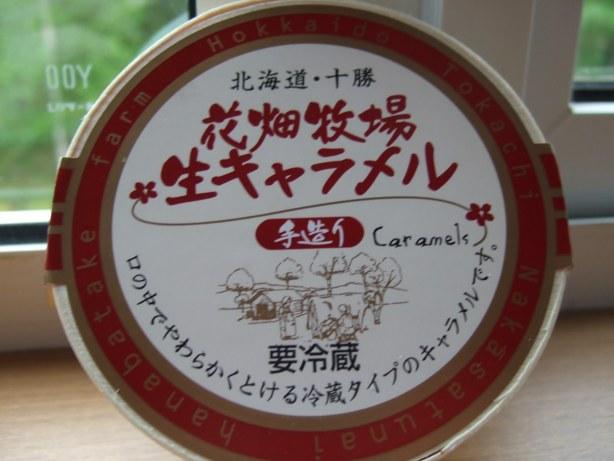 Hokkaido Tokachi Nakasatsunai
hanabatake farm
北海道・十勝
花畑牧場
生キャラメル
手造り Caramels
要冷蔵
口の中でやわらかくとける冷蔵タイプのキャラメルです。